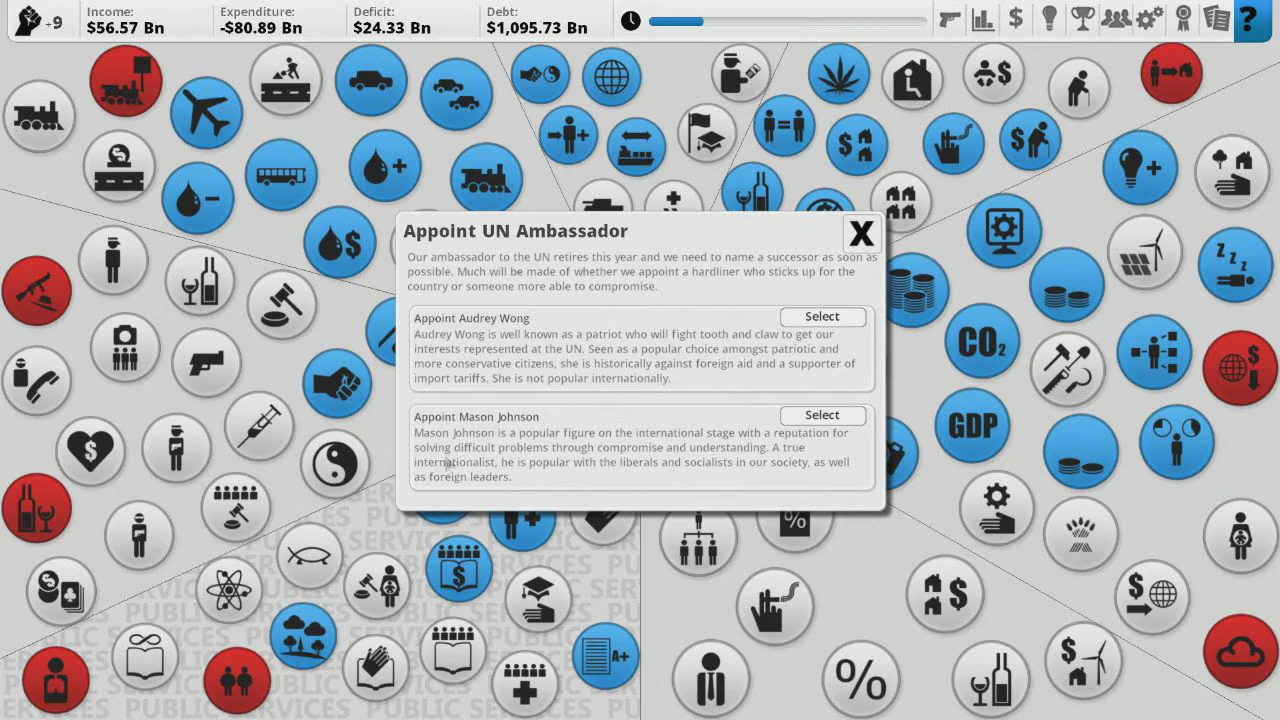 +9
Income:
$56.57 Bn
Expenditure:
-$80.89 Bn
Deficit:
$24.33 Bn
Debt:
$1,095.73 Bn
?
Appoint UN Ambassador
X
Our ambassador to the UN retires this year and we need to name a successor as soon as
possible. Much will be made of whether we appoint a hardliner who sticks up for the
country or someone more able to compromise.
Appoint Audrey Wong
Select
Audrey Wong is well known as a patriot who will fight tooth and claw to get our
interests represented at the UN. Seen as a popular choice amongst patriotic and
more conservative citizens, she is historically against foreign aid and a supporter of
import tariffs. She is not popular internationally.
Appoint Mason Johnson
Select
Mason Johnson is a popular figure on the international stage with a reputation for
solving difficult problems through compromise and understanding. A true
internationalist, he is popular with the liberals and socialists in our society, as well
as foreign leaders.
CO₂
GDP
A+
%
%
PUBLIC SERVICES